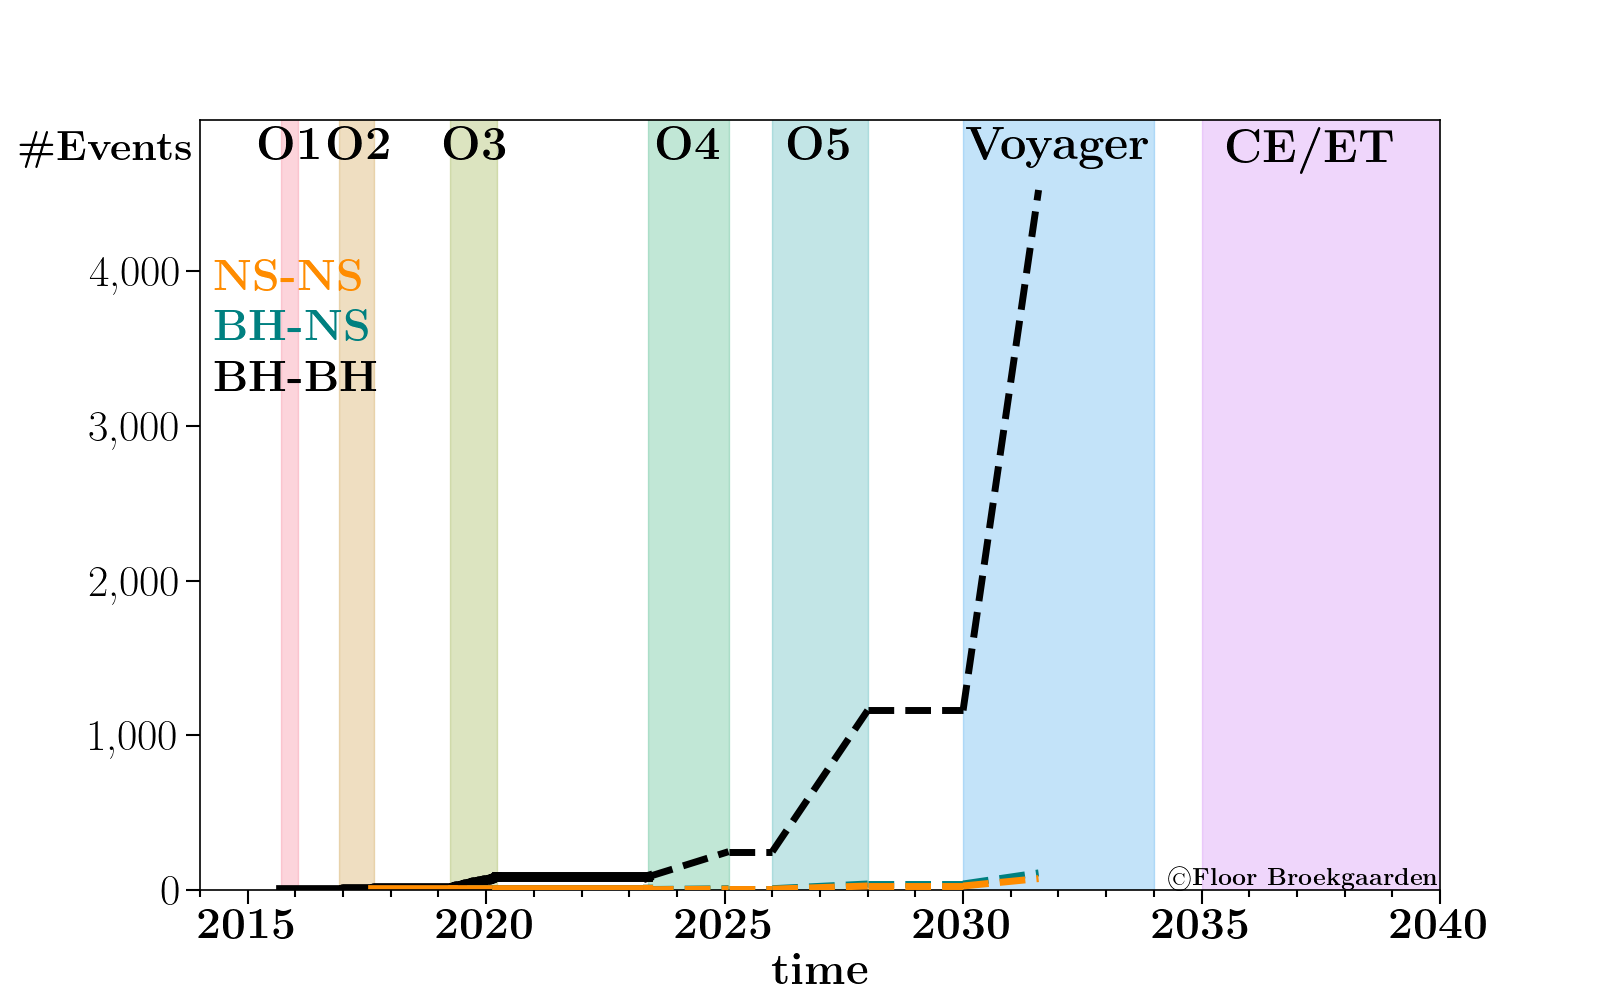 #Events
O1 O2 O3 O4 O5 Voyager CE/ET
4,000
NS-NS
BH-NS
BH-BH
3,000
2,000
1,000
0
©Floor Broekgaarden
2015 2020 2025 2030 2035 2040
time